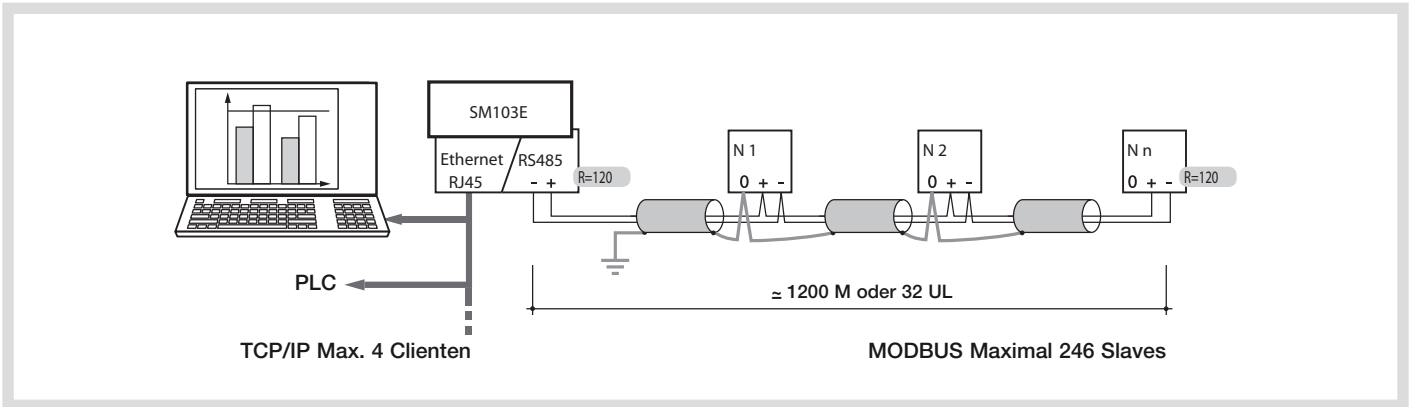 SM103E
Ethernet
RJ45
RS485
- +
R=120
N 1
0 + -
N 2
0 + -
N n
0 + -
R=120
PLC
≃ 1200 M oder 32 UL
TCP/IP Max. 4 Clienten
MODBUS Maximal 246 Slaves